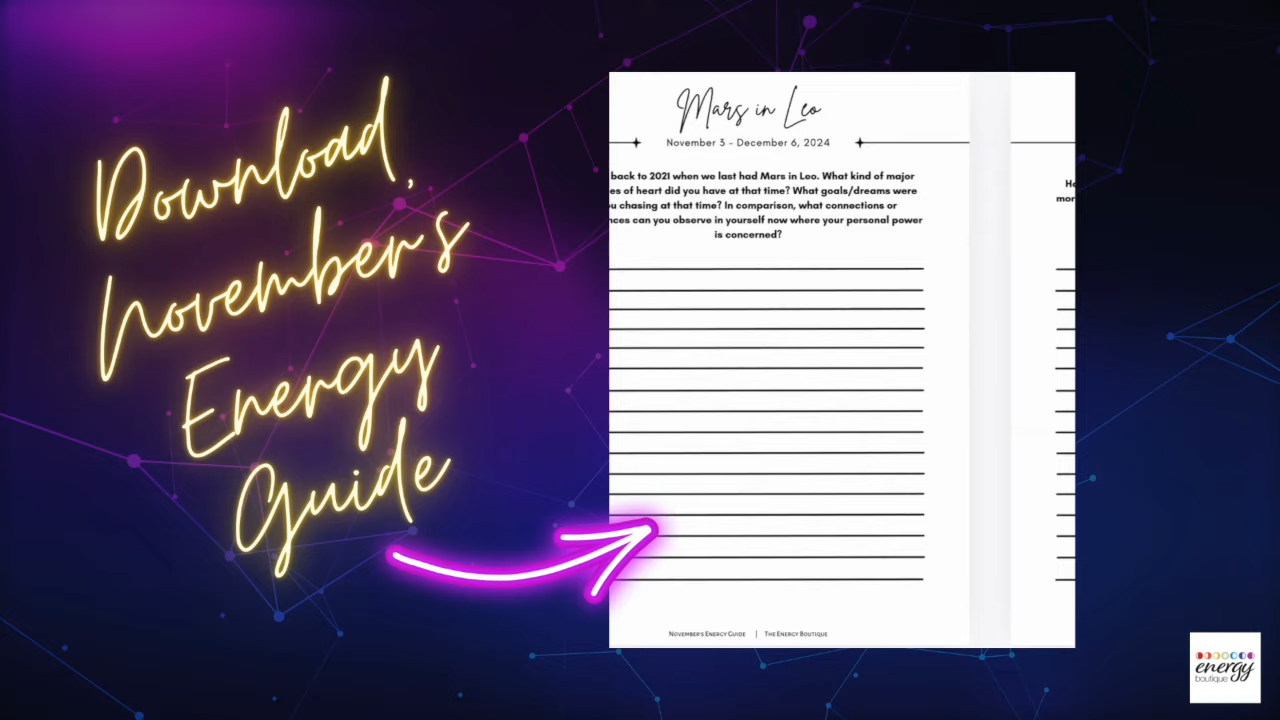 Download
November's
Energy
Guide
Mars in Leo
November 3 - December 6, 2024
back to 2021 when we last had Mars in Leo. What kind of major
es of heart did you have at that time? What goals/dreams were
u chasing at that time? In comparison, what connections or
nces can you observe in yourself now where your personal power
is concerned?
He
mor
November's Energy Guide | The Energy Boutique
energy
boutique